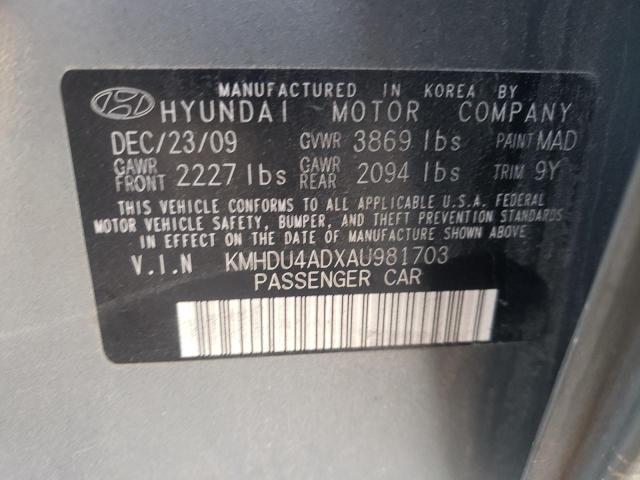 MANUFACTURED IN KOREA BY
HYUNDAI MOTOR COMPANY
DEC/23/09 GVWR 3869 lbs PAINT MAD
GAWR FRONT 2227 lbs GAWR REAR 2094 lbs TRIM 9Y
THIS VEHICLE CONFORMS TO ALL APPLICABLE U.S.A. FEDERAL
MOTOR VEHICLE SAFETY, BUMPER, AND THEFT PREVENTION STANDARDS
IN EFFECT ON THE DATE OF MANUFACTURE SHOWN ABOVE.
V.I.N KMHDU4ADXAU981703
PASSENGER CAR